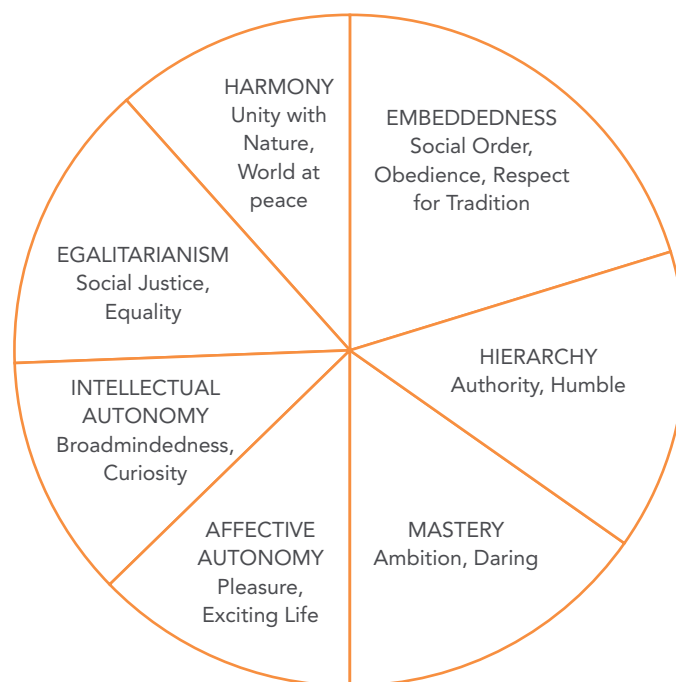 HARMONY
Unity with
Nature,
World at
peace
EMBEDDEDNESS
Social Order,
Obedience, Respect
for Tradition
EGALITARIANISM
Social Justice,
Equality
HIERARCHY
Authority, Humble
INTELLECTUAL
AUTONOMY
Broadmindedness,
Curiosity
AFFECTIVE
AUTONOMY
Pleasure,
Exciting Life
MASTERY
Ambition, Daring